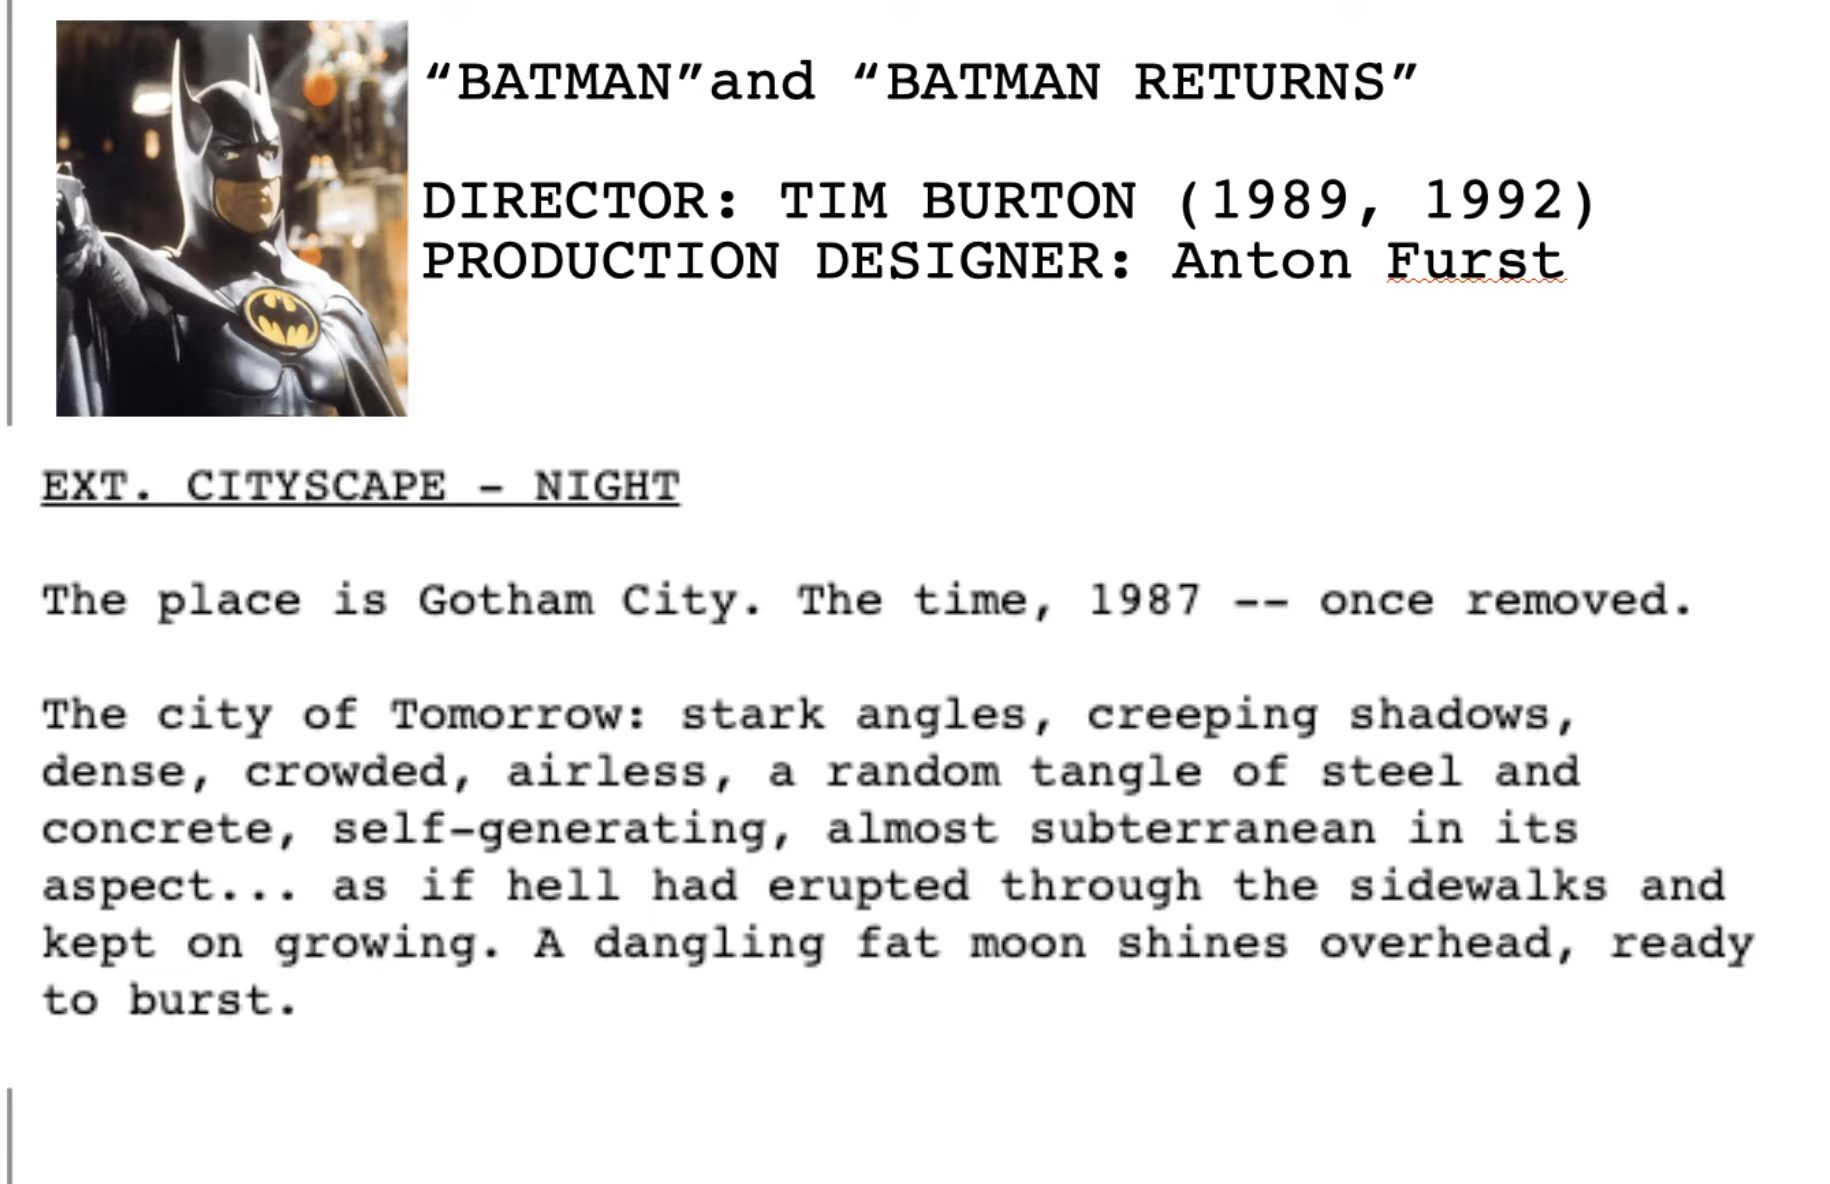 “BATMAN”and “BATMAN RETURNS”
DIRECTOR: TIM BURTON (1989, 1992)
PRODUCTION DESIGNER: Anton Furst
EXT. CITYSCAPE - NIGHT
The place is Gotham City. The time, 1987 -- once removed.
The city of Tomorrow: stark angles, creeping shadows,
dense, crowded, airless, a random tangle of steel and
concrete, self-generating, almost subterranean in its
aspect... as if hell had erupted through the sidewalks and
kept on growing. A dangling fat moon shines overhead, ready
to burst.